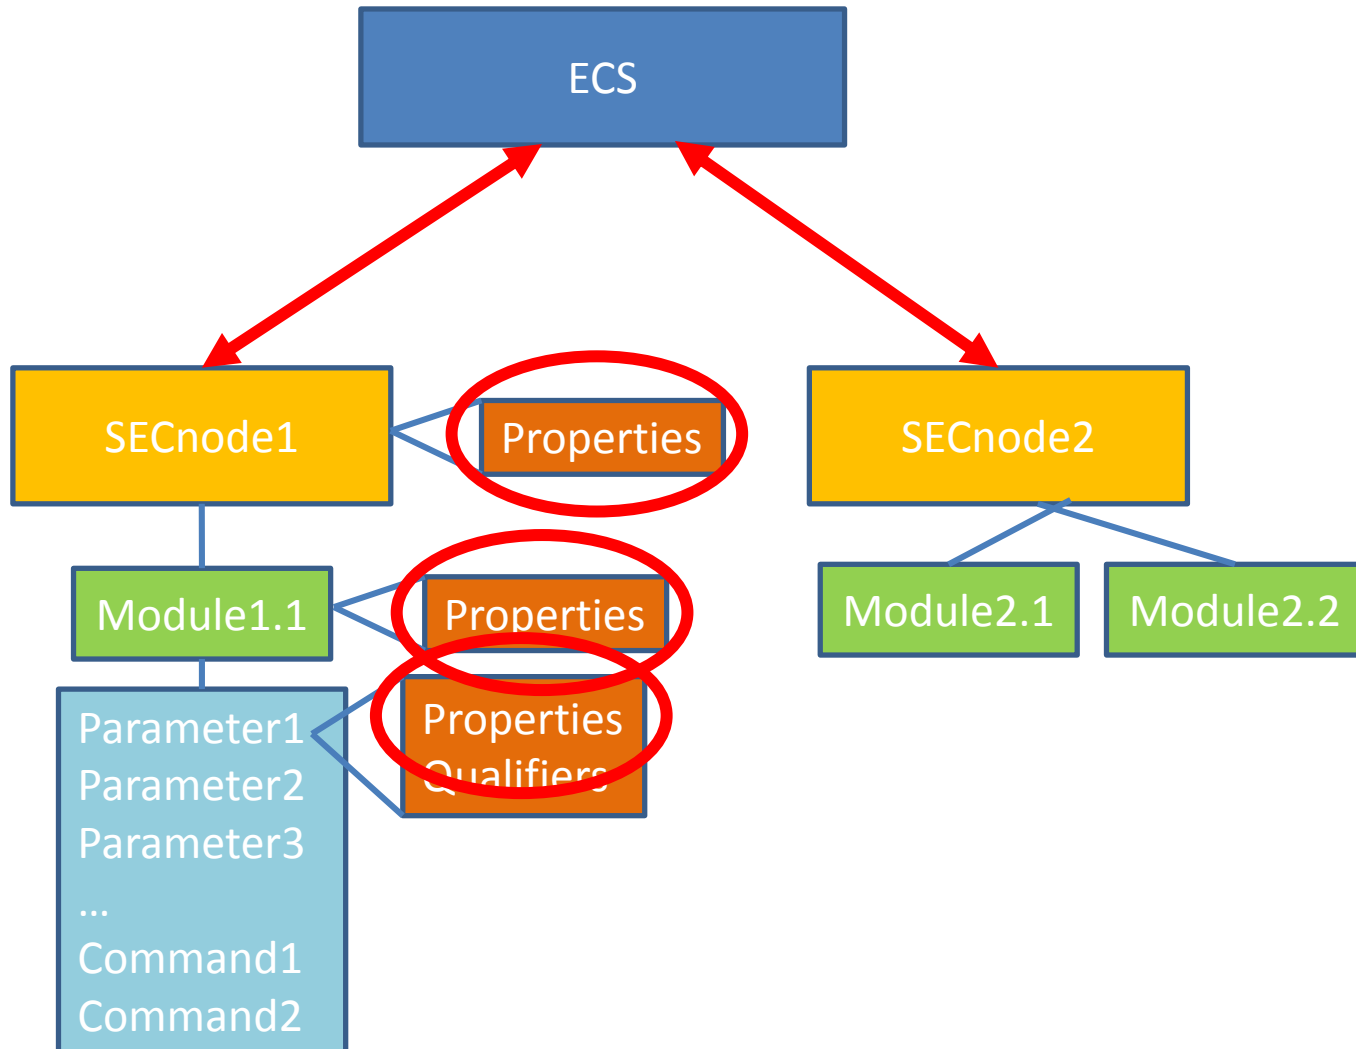 ECS
SECnode1
Properties
SECnode2
Module1.1
Properties
Module2.1
Module2.2
Parameter1
Parameter2
Parameter3
...
Command1
Command2
Properties
Qualifiers